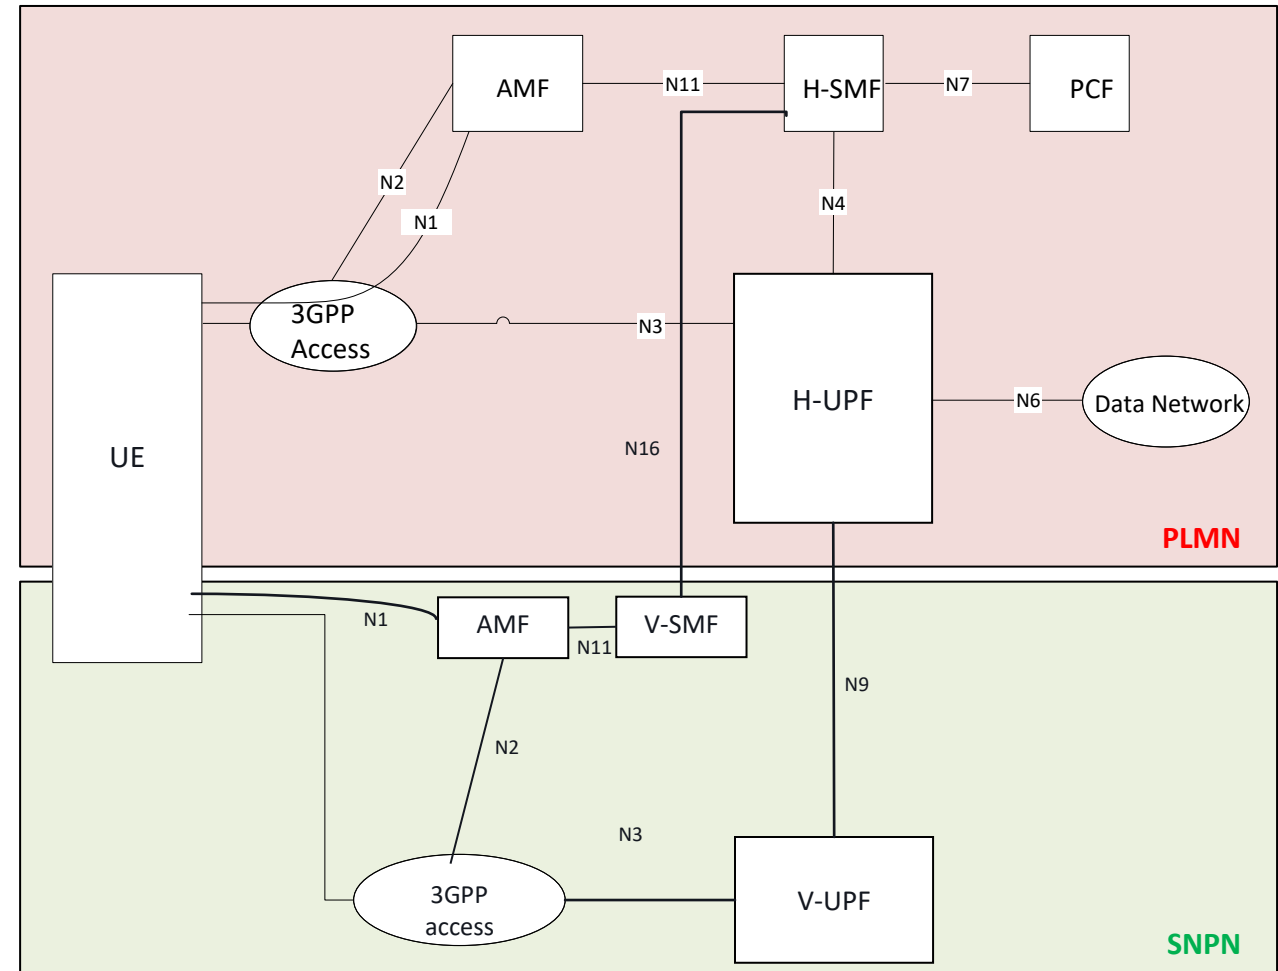 AMF
N11
H-SMF
N7
PCF
N2
N1
N4
3GPP
Access
N3
H-UPF
N6
Data Network
UE
N16
PLMN
N1
AMF
N11
V-SMF
N9
N2
N3
3GPP
access
V-UPF
SNPN